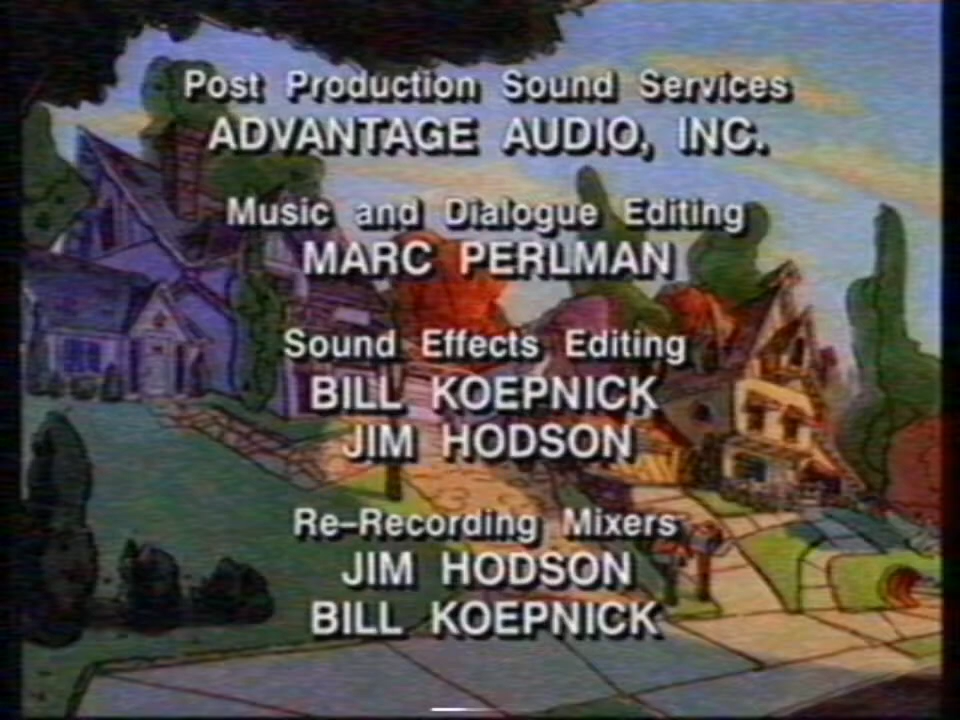 Post Production Sound Services
ADVANTAGE AUDIO, INC.
Music and Dialogue Editing
MARC PERLMAN
Sound Effects Editing
BILL KOEPNICK
JIM HODSON
Re-Recording Mixers
JIM HODSON
BILL KOEPNICK